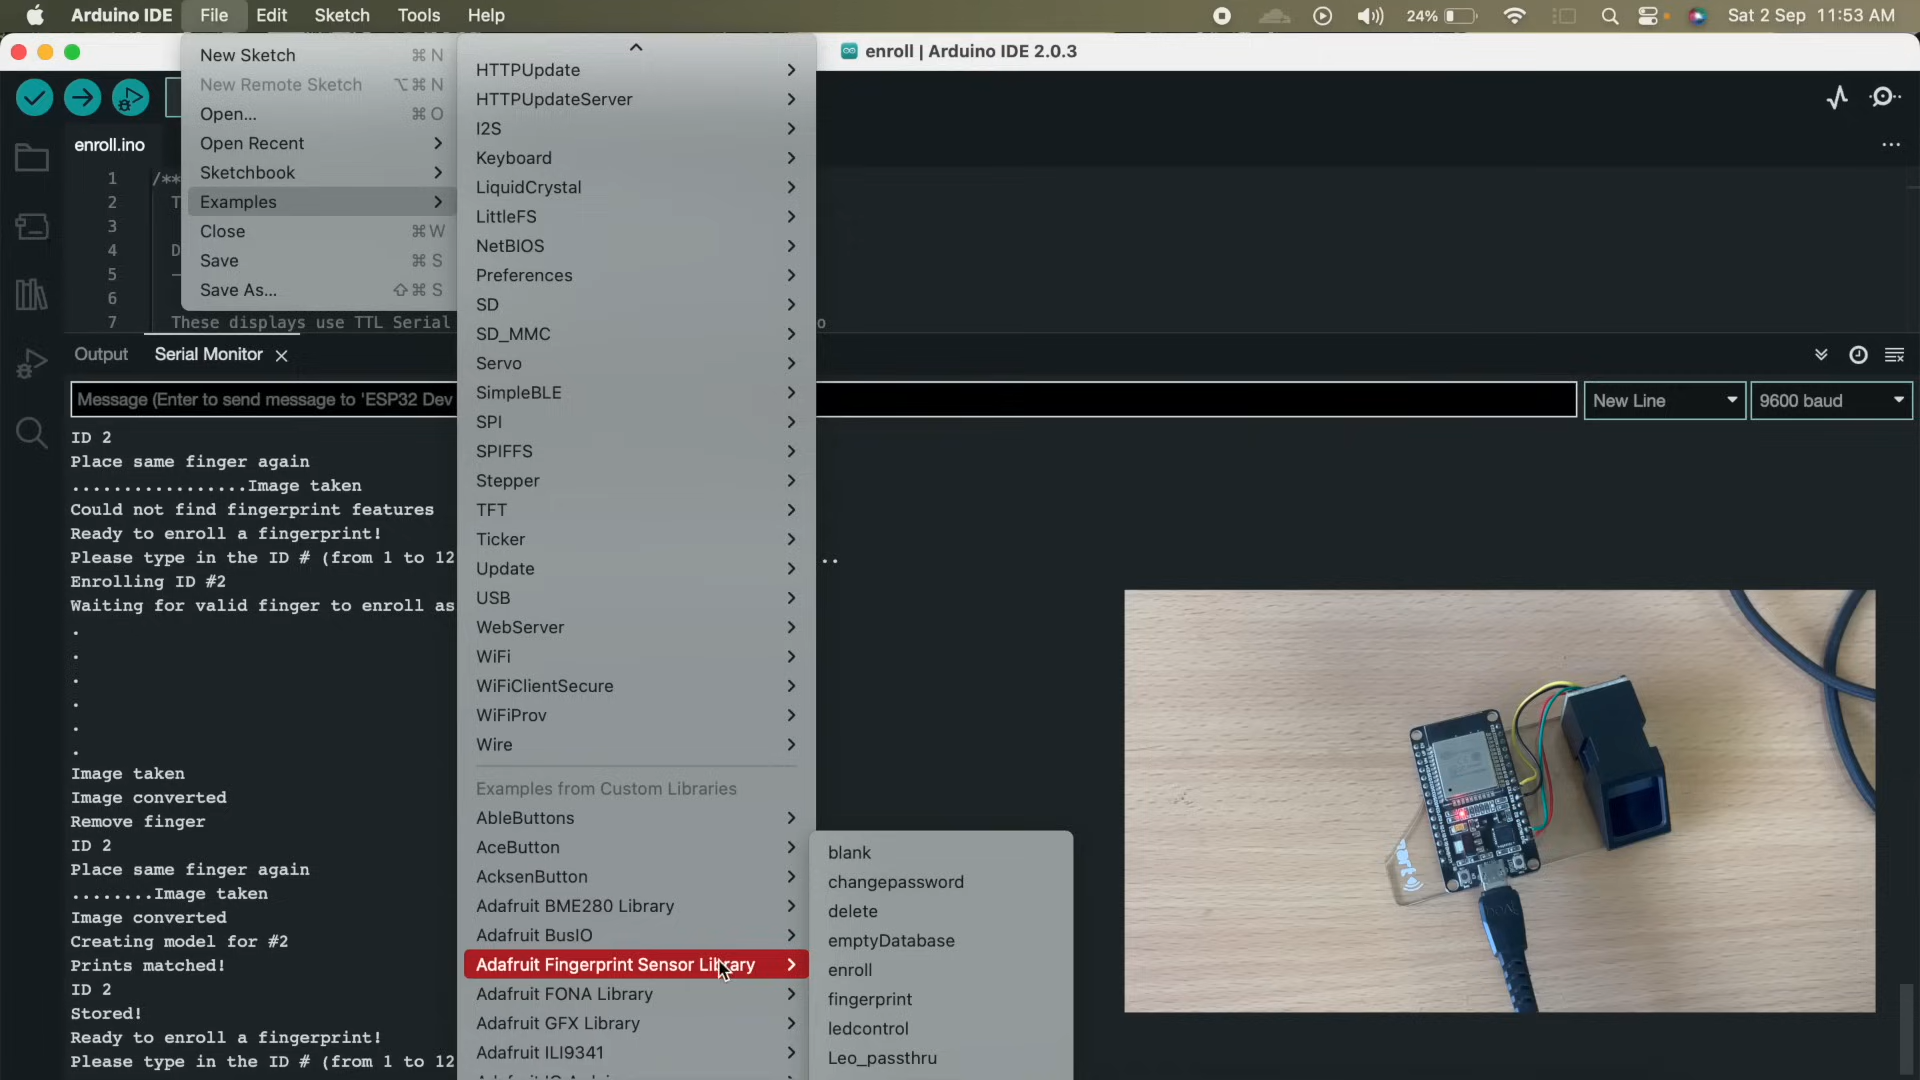 Arduino IDE File Edit Sketch Tools Help 24% Sat 2 Sep 11:53 AM
enroll | Arduino IDE 2.0.3
New Sketch ⌘ N
New Remote Sketch ⌥ ⌘ N
Open... ⌘ O
Open Recent
Sketchbook
Examples
Close ⌘ W
Save ⌘ S
Save As... ⇧ ⌘ S
HTTPUpdate
HTTPUpdateServer
I2S
Keyboard
LiquidCrystal
LittleFS
NetBIOS
Preferences
SD
SD_MMC
Servo
SimpleBLE
SPI
SPIFFS
Stepper
TFT
Ticker
Update
USB
WebServer
WiFi
WiFiClientSecure
WiFiProv
Wire
Examples from Custom Libraries
AbleButtons
AceButton
AcksenButton
Adafruit BME280 Library
Adafruit BusIO
Adafruit Fingerprint Sensor Library
Adafruit FONA Library
Adafruit GFX Library
Adafruit ILI9341
blank
changepassword
delete
emptyDatabase
enroll
fingerprint
ledcontrol
Leo_passthru
enroll.ino
1 /**
2 T
3
4 D
5
6
7 These displays use TTL Serial
Output Serial Monitor
Message (Enter to send message to 'ESP32 Dev New Line 9600 baud
ID 2
Place same finger again
.................Image taken
Could not find fingerprint features
Ready to enroll a fingerprint!
Please type in the ID # (from 1 to 12 ..
Enrolling ID #2
Waiting for valid finger to enroll as
.
.
.
.
.
.
Image taken
Image converted
Remove finger
ID 2
Place same finger again
........Image taken
Image converted
Creating model for #2
Prints matched!
ID 2
Stored!
Ready to enroll a fingerprint!
Please type in the ID # (from 1 to 12